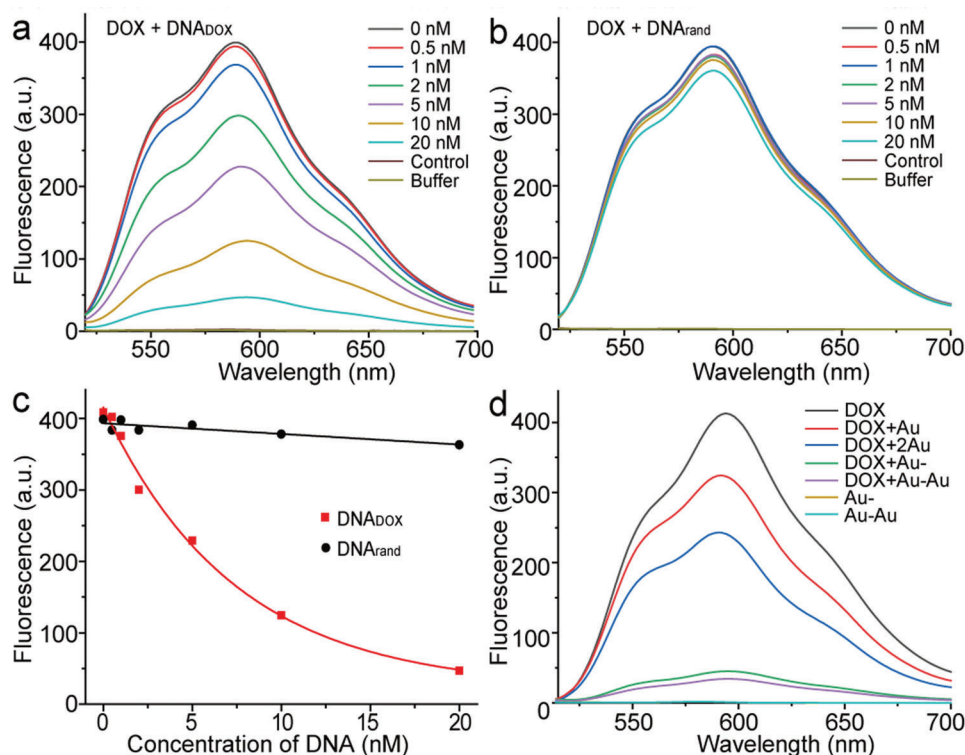 a
DOX + DNADOX
0 nM
0.5 nM
1 nM
2 nM
5 nM
10 nM
20 nM
Control
Buffer
Fluorescence (a.u.)
400
300
200
100
0
550
600
650
700
Wavelength (nm)
b
DOX + DNArand
0 nM
0.5 nM
1 nM
2 nM
5 nM
10 nM
20 nM
Control
Buffer
Fluorescence (a.u.)
400
300
200
100
0
550
600
650
700
Wavelength (nm)
c
DNADOX
DNArand
Fluorescence (a.u.)
400
300
200
100
0
0
5
10
15
20
Concentration of DNA (nM)
d
DOX
DOX+Au
DOX+2Au
DOX+Au-
DOX+Au-Au
Au-
Au-Au
Fluorescence (a.u.)
400
300
200
100
0
550
600
650
700
Wavelength (nm)